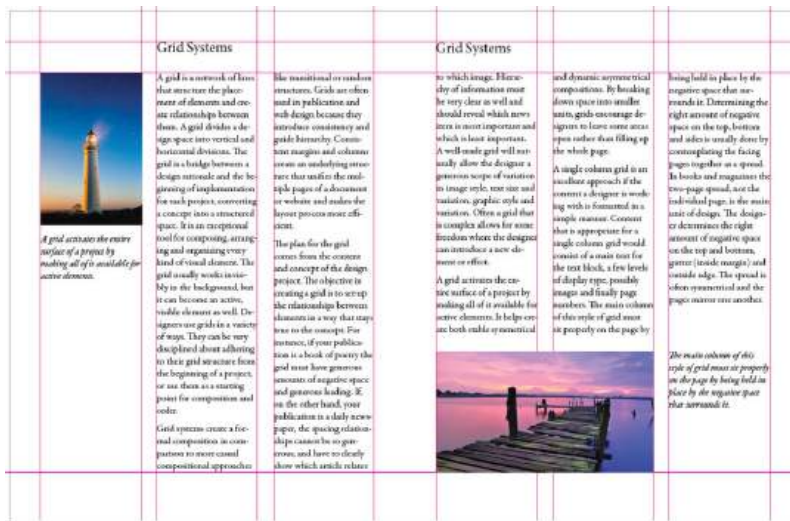 Grid Systems
A grid is a network of lines
that structure the place-
ment of elements and cre-
ate relationships between
them. A grid divides a de-
sign space into vertical and
horizontal divisions. The
grid is a bridge between a
design rationale and the be-
ginning of implementation
for each project, converting
a concept into a structured
space. It is an exceptional
tool for composing, arrang-
ing and organizing every
kind of visual element. The
grid usually works invisi-
bly in the background, but
it can become an active,
visible element as well. De-
signers use grids in a variety
of ways. They can be very
disciplined about adhering
to their grid structure from
the beginning of a project,
or use them as a starting
point for composition and
order.
Grid systems create a for-
mal composition in com-
parison to more casual
compositional approaches
like transitional or random
structures. Grids are often
used in publication and
web design because they
introduce consistency and
guide hierarchy. Consis-
tent margins and columns
create an underlying struc-
ture that unifies the mul-
tiple pages of a document
or website and makes the
layout process more effi-
cient.
The plan for the grid
comes from the content
and concept of the design
project. The objective in
creating a grid is to set up
the relationships between
elements in a way that stays
true to the concept. For
instance, if your publica-
tion is a book of poetry the
grid must have generous
amounts of negative space
and generous leading. If,
on the other hand, your
publication is a daily news-
paper, the spacing relation-
ships cannot be so gen-
erous, and have to clearly
show which article relates
A grid activates the entire
surface of a project by
making all of it available for
active elements.
Grid Systems
to which image. Hierar-
chy of information must
be very clear as well and
should reveal which news
item is most important and
which is least important.
A well-made grid will nat-
urally allow the designer a
generous scope of variation
in image style, text size and
variation, graphic style and
variation. Often a grid that
is complex allows for some
freedom where the designer
can introduce a new ele-
ment or effect.
A grid activates the en-
tire surface of a project by
making all of it available for
active elements. It helps cre-
ate both stable symmetrical
and dynamic asymmetrical
compositions. By breaking
down space into smaller
units, grids encourage de-
signers to leave some areas
open rather than filling up
the whole page.
A single column grid is an
excellent approach if the
content a designer is work-
ing with is formatted in a
simple manner. Content
that is appropriate for a
single column grid would
consist of a main text for
the text block, a few levels
of display type, possibly
images and finally page
numbers. The main column
of this style of grid must
sit properly on the page by
being held in place by the
negative space that sur-
rounds it. Determining the
right amount of negative
space on the top, bottom
and sides is usually done by
contemplating the facing
pages together as a spread.
In books and magazines the
two-page spread, not the
individual page, is the main
unit of design. The design-
er determines the right
amount of negative space
on the top and bottom,
gutter (inside margin) and
outside edge. The spread is
often symmetrical and the
pages mirror one another.
The main column of this
style of grid must sit properly
on the page by being held in
place by the negative space
that surrounds it.